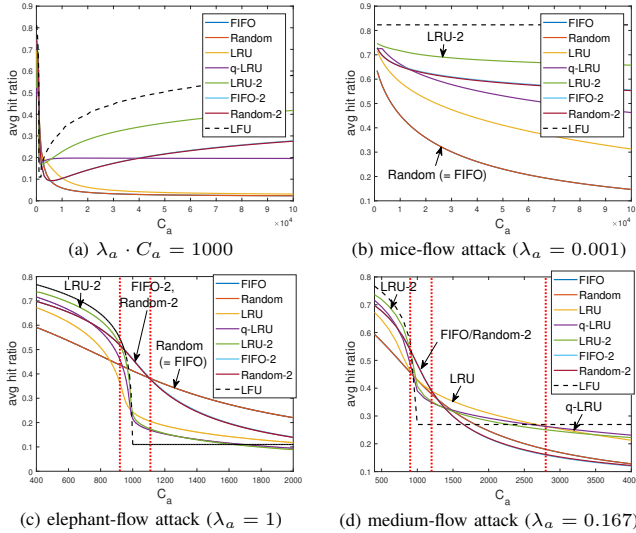 avg hit ratio
0.9
0.8
0.7
0.6
0.5
0.4
0.3
0.2
0.1
0
0 1 2 3 4 5 6 7 8 9 10
C_a
×10^4
FIFO
Random
LRU
q-LRU
LRU-2
FIFO-2
Random-2
LFU
(a) λ_a · C_a = 1000
avg hit ratio
0.9
0.8
0.7
0.6
0.5
0.4
0.3
0.2
0.1
0 2 4 6 8 10
C_a
×10^4
LRU-2
Random (= FIFO)
FIFO
Random
LRU
q-LRU
LRU-2
FIFO-2
Random-2
LFU
(b) mice-flow attack (λ_a = 0.001)
avg hit ratio
0.8
0.7
0.6
0.5
0.4
0.3
0.2
0.1
0
400 600 800 1000 1200 1400 1600 1800 2000
C_a
LRU-2
FIFO-2,
Random-2
Random
(= FIFO)
FIFO
Random
LRU
q-LRU
LRU-2
FIFO-2
Random-2
LFU
(c) elephant-flow attack (λ_a = 1)
avg hit ratio
0.8
0.7
0.6
0.5
0.4
0.3
0.2
0.1
500 1000 1500 2000 2500 3000 3500 400
C_a
LRU-2
FIFO/Random-2
LRU
q-LRU
FIFO
Random
LRU
q-LRU
LRU-2
FIFO-2
Random-2
LFU
(d) medium-flow attack (λ_a = 0.167)